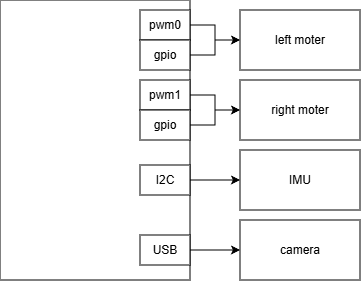 pwm0
gpio
left moter
pwm1
gpio
right moter
I2C
IMU
USB
camera